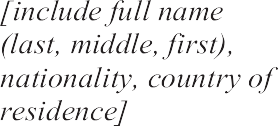 [include full name
(last, middle, first),
nationality, country of
residence]